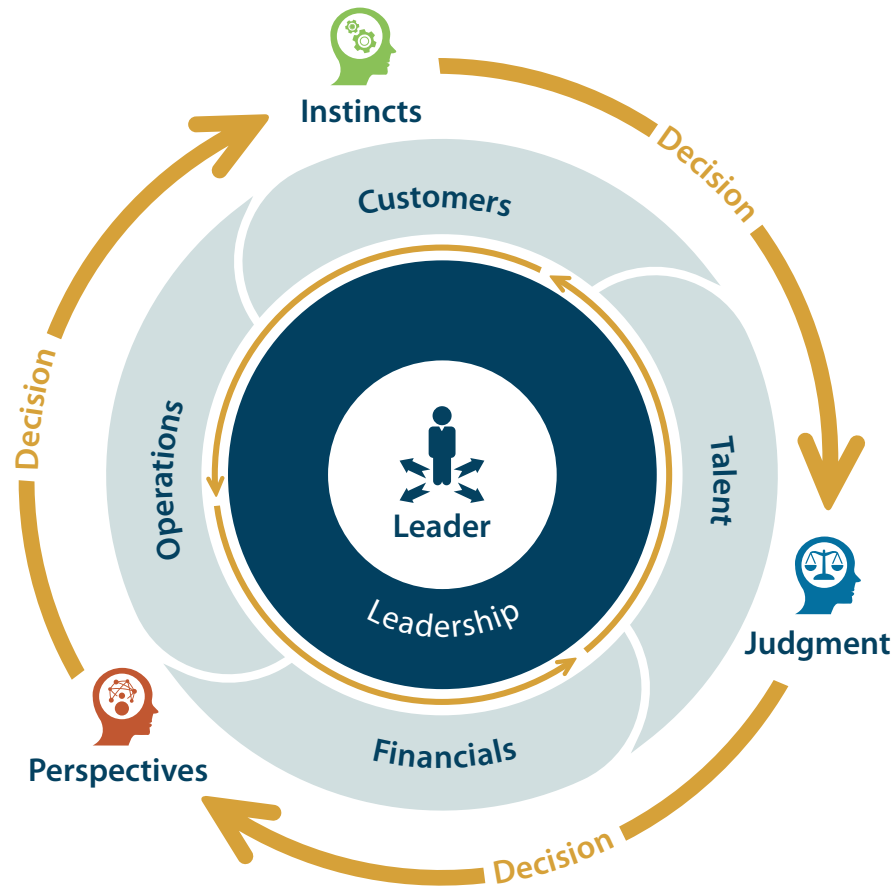 Instincts
Decision
Customers
Operations
Talent
Decision
Leader
Leadership
Judgment
Financials
Perspectives
Decision